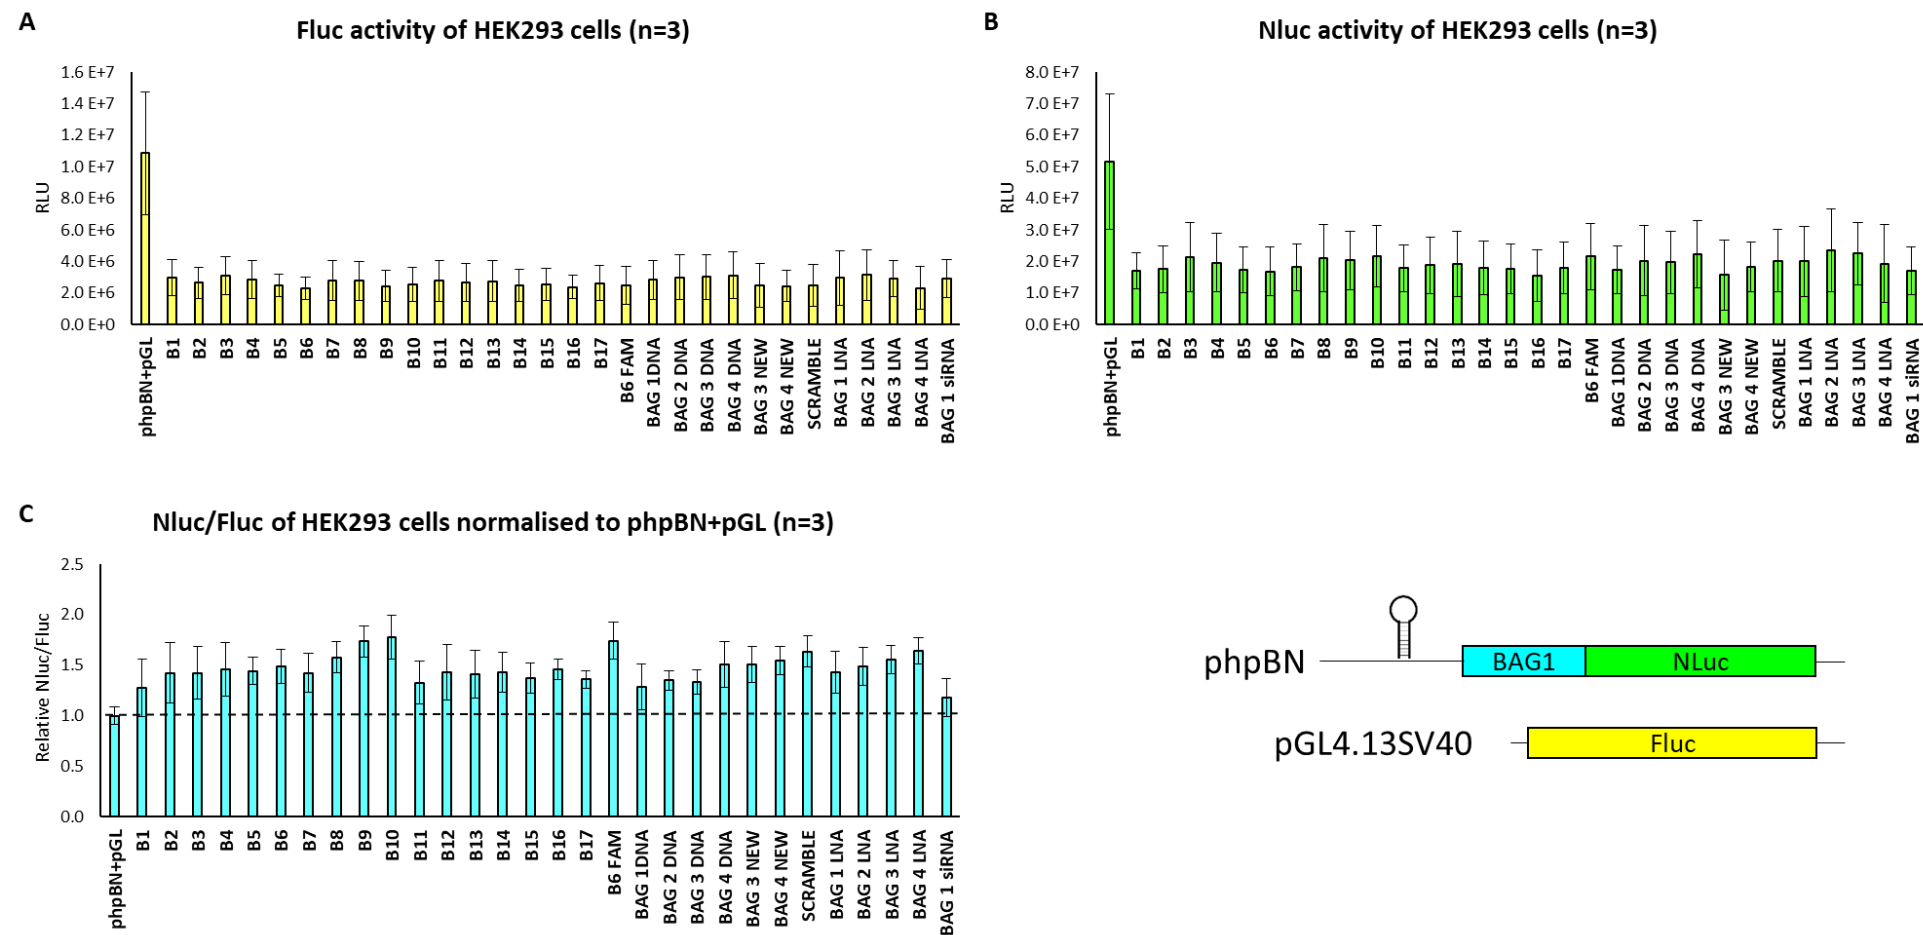 A
Fluc activity of HEK293 cells (n=3)
1.6 E+7
1.4 E+7
1.2 E+7
1.0 E+7
8.0 E+6
6.0 E+6
4.0 E+6
2.0 E+6
0.0 E+0
RLU
phpBN+pGL
B1
B2
B3
B4
B5
B6
B7
B8
B9
B10
B11
B12
B13
B14
B15
B16
B17
B6 FAM
BAG 1DNA
BAG 2 DNA
BAG 3 DNA
BAG 4 DNA
BAG 3 NEW
BAG 4 NEW
SCRAMBLE
BAG 1 LNA
BAG 2 LNA
BAG 3 LNA
BAG 4 LNA
BAG 1 siRNA
B
Nluc activity of HEK293 cells (n=3)
8.0 E+7
7.0 E+7
6.0 E+7
5.0 E+7
4.0 E+7
3.0 E+7
2.0 E+7
1.0 E+7
0.0 E+0
RLU
phpBN+pGL
B1
B2
B3
B4
B5
B6
B7
B8
B9
B10
B11
B12
B13
B14
B15
B16
B17
B6 FAM
BAG 1DNA
BAG 2 DNA
BAG 3 DNA
BAG 4 DNA
BAG 3 NEW
BAG 4 NEW
SCRAMBLE
BAG 1 LNA
BAG 2 LNA
BAG 3 LNA
BAG 4 LNA
BAG 1 siRNA
C
Nluc/Fluc of HEK293 cells normalised to phpBN+pGL (n=3)
2.5
2.0
1.5
1.0
0.5
0.0
Relative Nluc/Fluc
phpBN+pGL
B1
B2
B3
B4
B5
B6
B7
B8
B9
B10
B11
B12
B13
B14
B15
B16
B17
B6 FAM
BAG 1DNA
BAG 2 DNA
BAG 3 DNA
BAG 4 DNA
BAG 3 NEW
BAG 4 NEW
SCRAMBLE
BAG 1 LNA
BAG 2 LNA
BAG 3 LNA
BAG 4 LNA
BAG 1 siRNA
phpBN BAG1 NLuc
pGL4.13SV40 Fluc